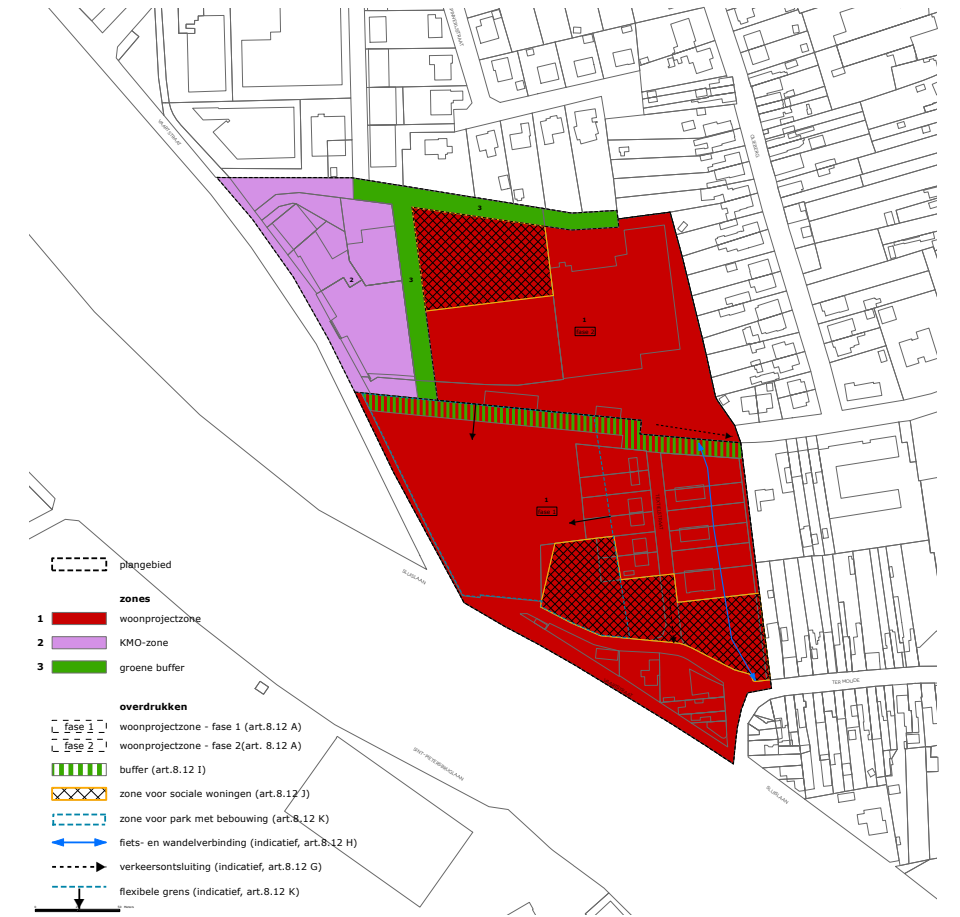 3
3
2
1
fase 2
1
fase 1
SLUISLAAN
TER MOUDE
SLUISLAAN
plangebied
zones
1 woonprojectzone
2 KMO-zone
3 groene buffer
overdrukken
fase 1 woonprojectzone - fase 1 (art.8.12 A)
fase 2 woonprojectzone - fase 2(art. 8.12 A)
buffer (art.8.12 I)
zone voor sociale woningen (art.8.12 J)
zone voor park met bebouwing (art.8.12 K)
fiets- en wandelverbinding (indicatief, art.8.12 H)
verkeersontsluiting (indicatief, art.8.12 G)
flexibele grens (indicatief, art.8.12 K)